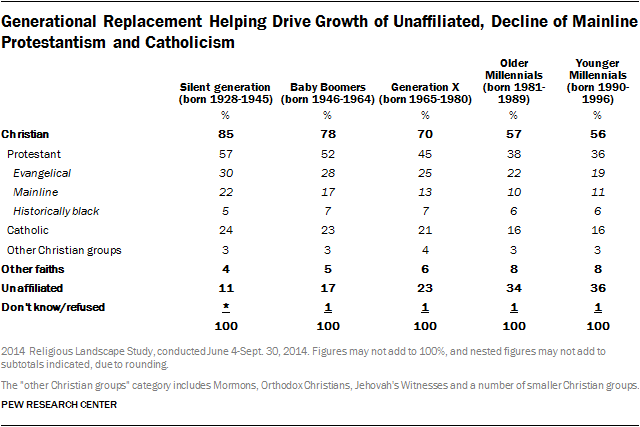 Generational Replacement Helping Drive Growth of Unaffiliated, Decline of Mainline
Protestantism and Catholicism
Silent generation (born 1928-1945) Baby Boomers (born 1946-1964) Generation X (born 1965-1980) Older Millennials (born 1981-1989) Younger Millennials (born 1990-1996)
% % % % %
Christian 85 78 70 57 56
Protestant 57 52 45 38 36
Evangelical 30 28 25 22 19
Mainline 22 17 13 10 11
Historically black 5 7 7 6 6
Catholic 24 23 21 16 16
Other Christian groups 3 3 4 3 3
Other faiths 4 5 6 8 8
Unaffiliated 11 17 23 34 36
Don't know/refused * 1 1 1 1
100 100 100 100 100
2014 Religious Landscape Study, conducted June 4-Sept. 30, 2014. Figures may not add to 100%, and nested figures may not add to
subtotals indicated, due to rounding.
The "other Christian groups" category includes Mormons, Orthodox Christians, Jehovah's Witnesses and a number of smaller Christian groups.
PEW RESEARCH CENTER